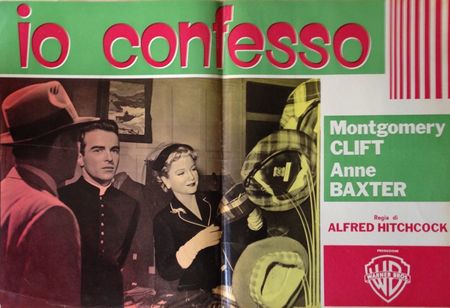 io confesso
Montgomery
CLIFT
Anne
BAXTER
Regia di
ALFRED HITCHCOCK
PRODUZIONE
WB
WARNER BROS